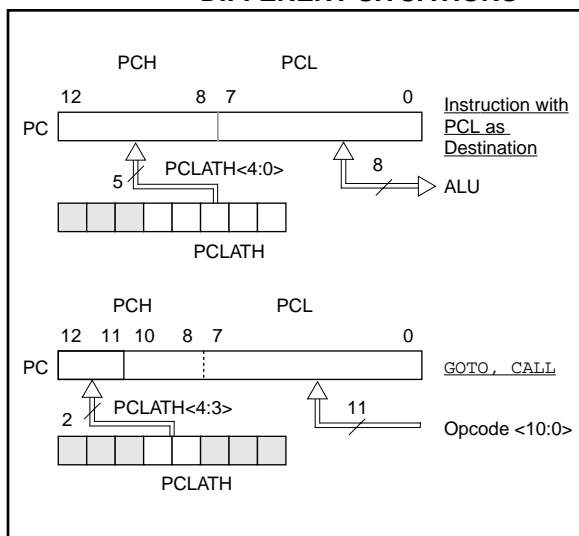 PCH PCL
12 8 7 0
PC
Instruction with
PCL as
Destination
5 PCLATH<4:0> 8
ALU
PCLATH
PCH PCL
12 11 10 8 7 0
PC GOTO, CALL
2 PCLATH<4:3> 11
Opcode <10:0>
PCLATH